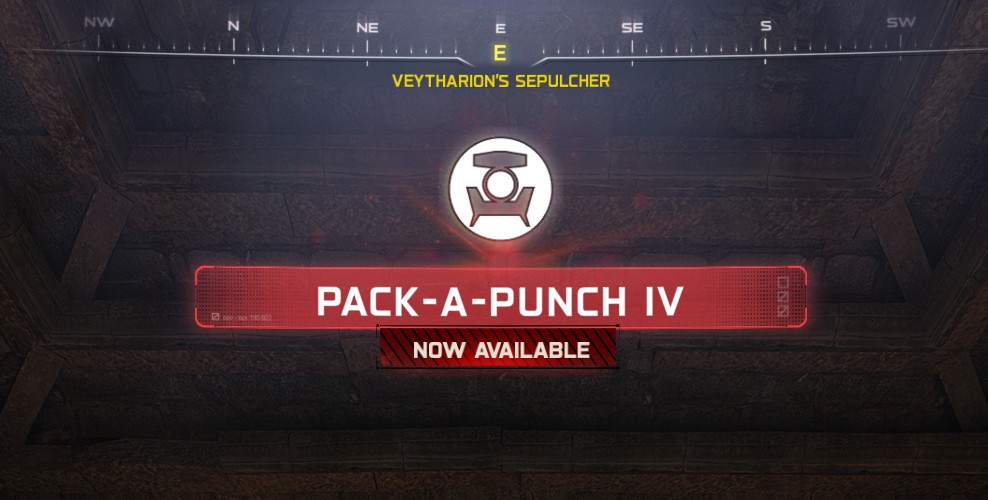 NW N NE E SE S SW
E
VEYTHARION'S SEPULCHER
PACK-A-PUNCH IV
NOW AVAILABLE